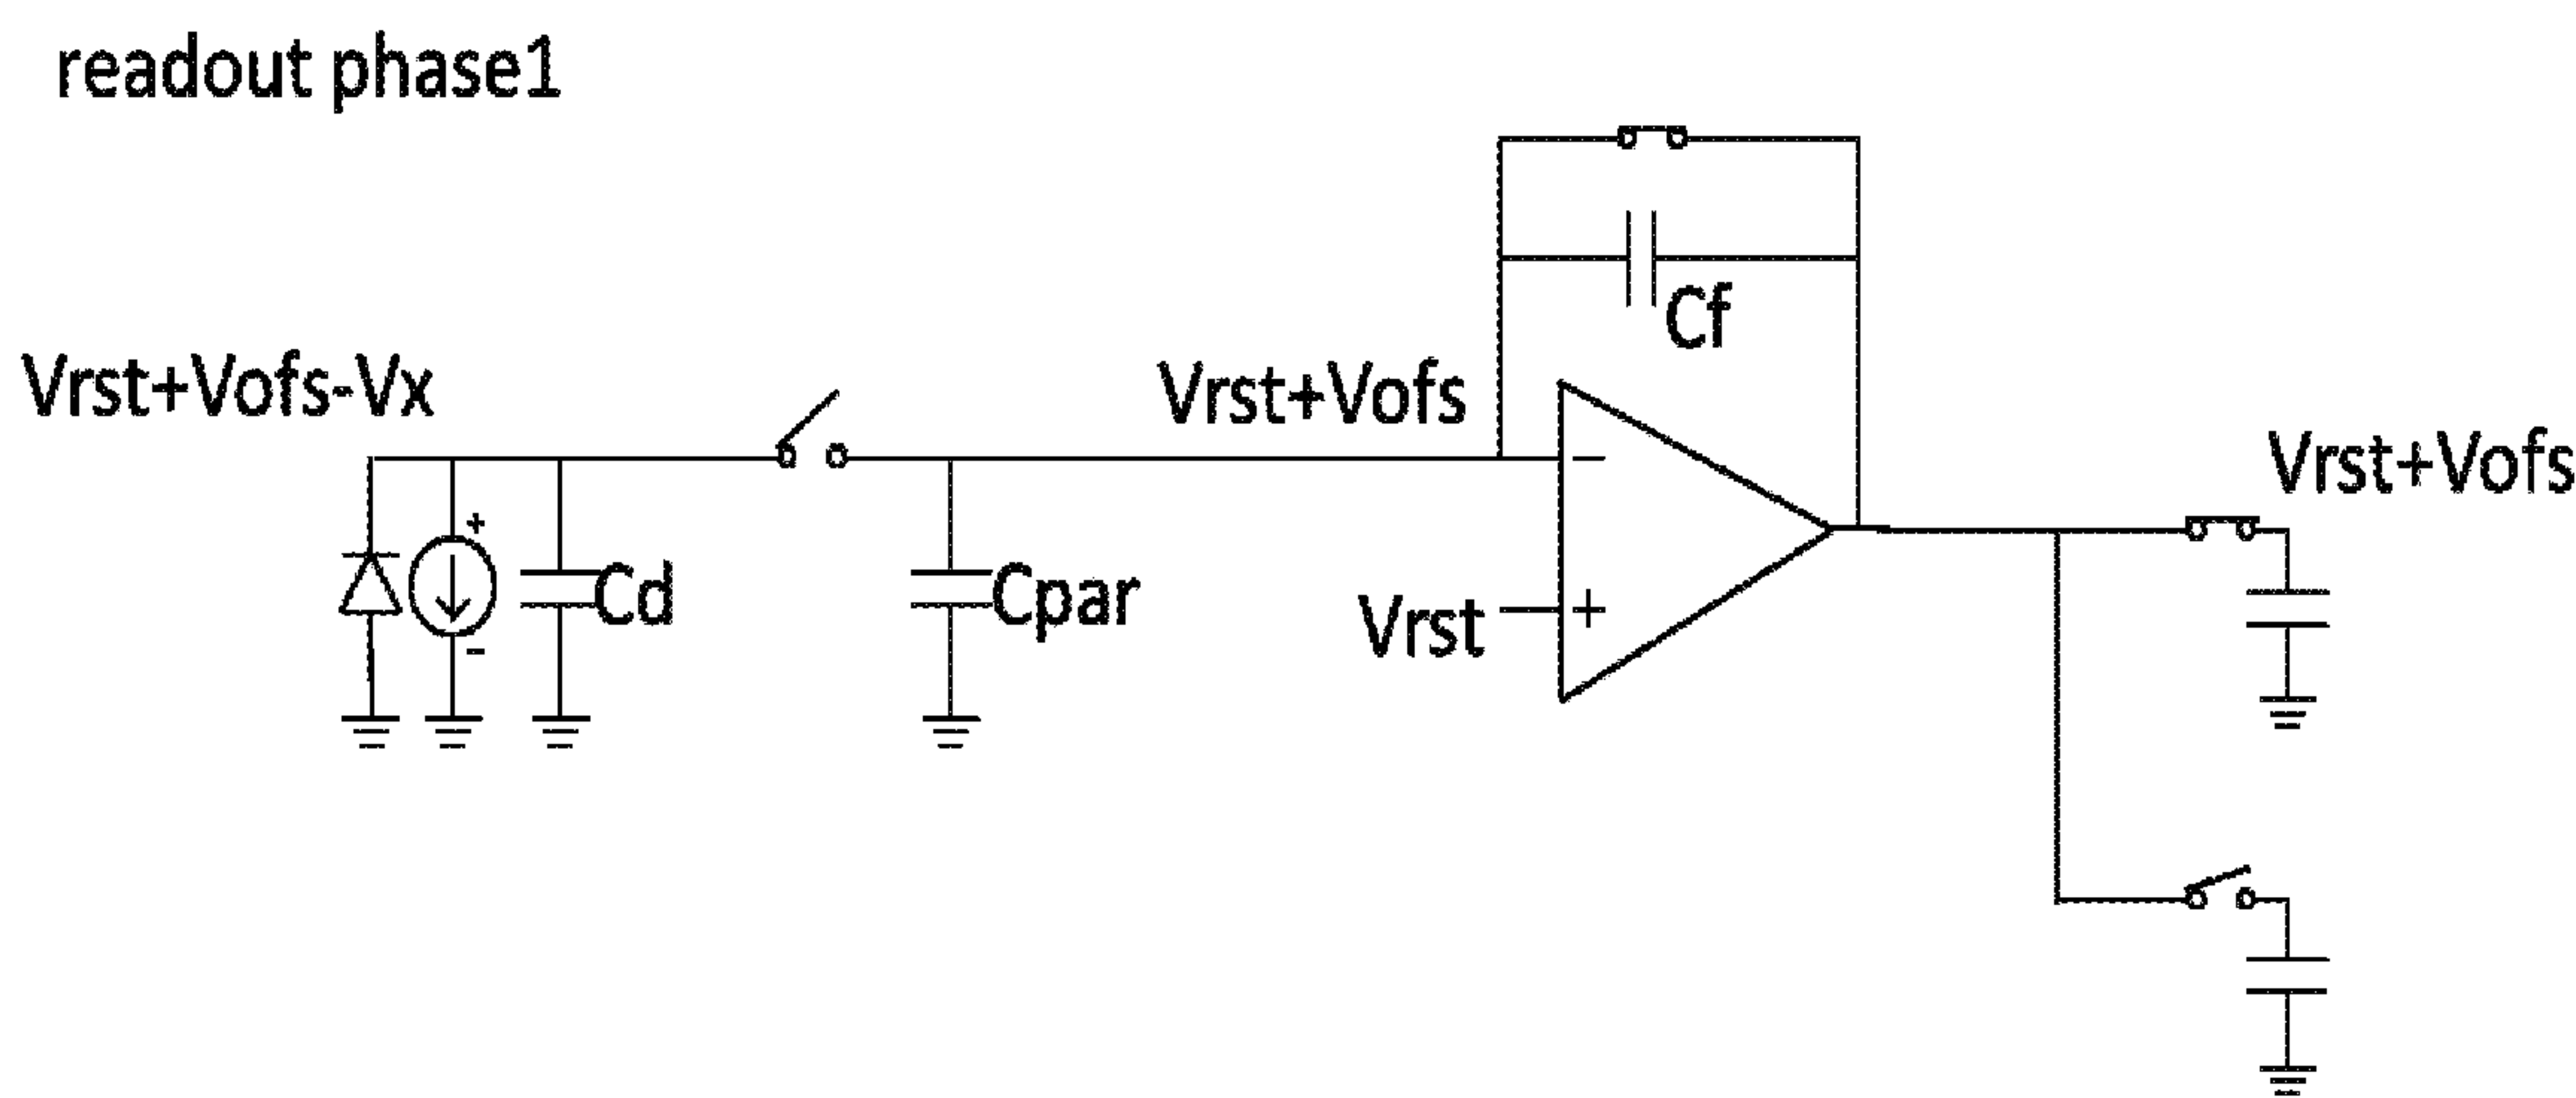 readout phase1
Cf
Vrst+Vofs-Vx
Vrst+Vofs
−
Vrst+Vofs
+
Cd
Cpar
Vrst
+
-